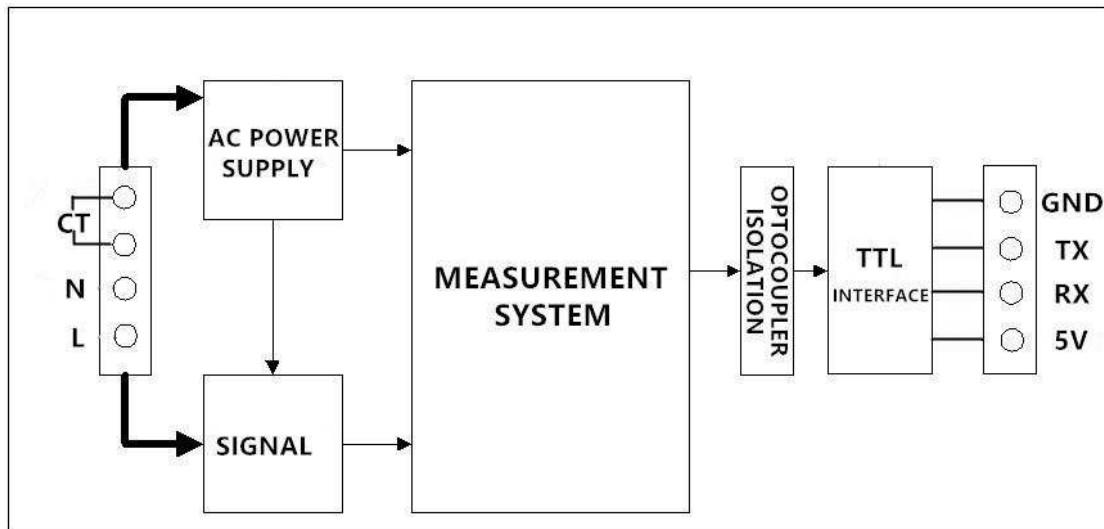 AC POWER
SUPPLY
CT
N
L
SIGNAL
MEASUREMENT
SYSTEM
OPTOCOUPLER
ISOLATION
TTL
INTERFACE
GND
TX
RX
5V